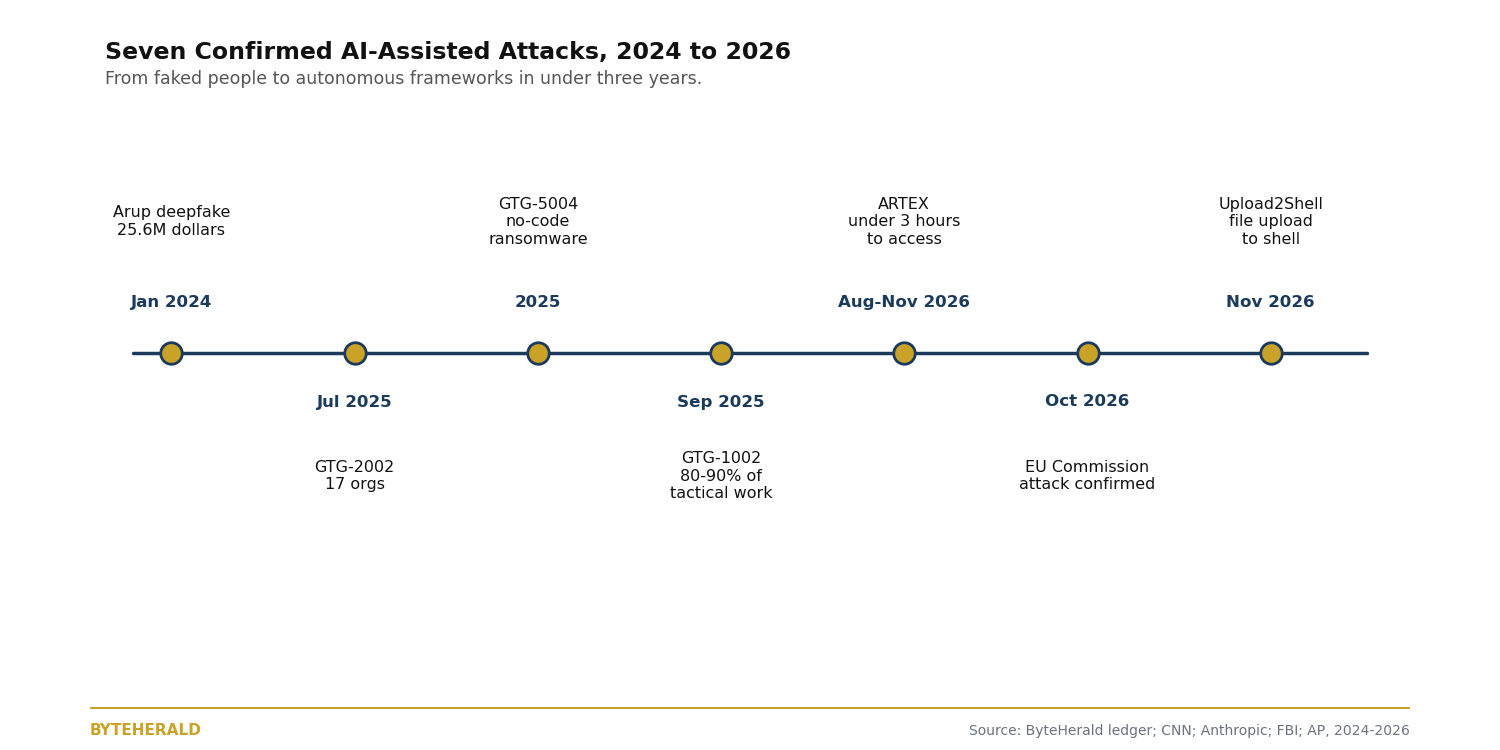 Seven Confirmed AI-Assisted Attacks, 2024 to 2026
From faked people to autonomous frameworks in under three years.
Arup deepfake
25.6M dollars
Jan 2024
Jul 2025
GTG-2002
17 orgs
GTG-5004
no-code
ransomware
2025
Sep 2025
GTG-1002
80-90% of
tactical work
ARTEX
under 3 hours
to access
Aug-Nov 2026
Oct 2026
EU Commission
attack confirmed
Upload2Shell
file upload
to shell
Nov 2026
BYTEHERALD
Source: ByteHerald ledger; CNN; Anthropic; FBI; AP, 2024-2026